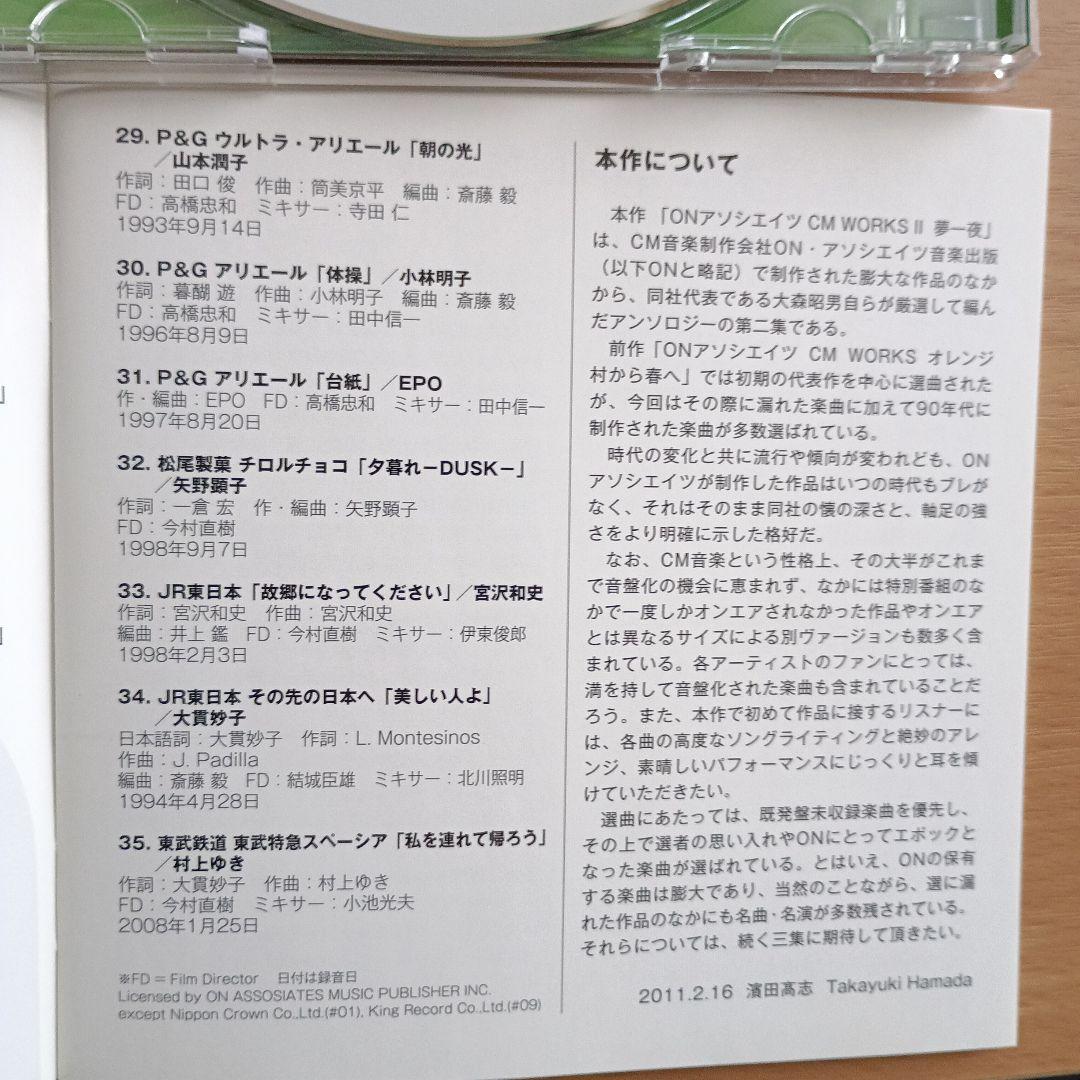 29. P&G ウルトラ・アリエール「朝の光」
／山本潤子
作詞：田口 俊　作曲：筒美京平　編曲：斎藤 毅
FD：高橋忠和　ミキサー：寺田 仁
1993年9月14日
30. P&G アリエール「体操」／小林明子
作詞：暮醐 遊　作曲：小林明子　編曲：斎藤 毅
FD：高橋忠和　ミキサー：田中信一
1996年8月9日
31. P&G アリエール「台紙」／EPO
作・編曲：EPO　FD：高橋忠和　ミキサー：田中信一
1997年8月20日
32. 松尾製菓 チロルチョコ「夕暮れ−DUSK−」
／矢野顕子
作詞：一倉 宏　作・編曲：矢野顕子
FD：今村直樹
1998年9月7日
33. JR東日本「故郷になってください」／宮沢和史
作詞：宮沢和史　作曲：宮沢和史
編曲：井上 鑑　FD：今村直樹　ミキサー：伊東俊郎
1998年2月3日
34. JR東日本 その先の日本へ「美しい人よ」
／大貫妙子
日本語詞：大貫妙子　作詞：L. Montesinos
作曲：J. Padilla
編曲：斎藤 毅　FD：結城臣雄　ミキサー：北川照明
1994年4月28日
35. 東武鉄道 東武特急スペーシア「私を連れて帰ろう」
／村上ゆき
作詞：大貫妙子　作曲：村上ゆき
FD：今村直樹　ミキサー：小池光夫
2008年1月25日
※FD = Film Director　日付は録音日
Licensed by ON ASSOSIATES MUSIC PUBLISHER INC.
except Nippon Crown Co.,Ltd.(#01), King Record Co.,Ltd.(#09)
本作について
本作「ONアソシエイツ CM WORKS II 夢一夜」
は、CM音楽制作会社ON・アソシエイツ音楽出版
（以下ONと略記）で制作された膨大な作品のなか
から、同社代表である大森昭男自らが厳選して編ん
だアンソロジーの第二集である。
前作「ONアソシエイツ CM WORKS オレンジ
村から春へ」では初期の代表作を中心に選曲された
が、今回はその際に漏れた楽曲に加えて90年代に
制作された楽曲が多数選ばれている。
時代の変化と共に流行や傾向が変われども、ON
アソシエイツが制作した作品はいつの時代もブレが
なく、それはそのまま同社の懐の深さと、軸足の強
さをより明確に示した格好だ。
なお、CM音楽という性格上、その大半がこれま
で音盤化の機会に恵まれず、なかには特別番組のな
かで一度しかオンエアされなかった作品やオンエア
とは異なるサイズによる別ヴァージョンも数多く含
まれている。各アーティストのファンにとっては、
満を持して音盤化された楽曲も含まれていることだ
ろう。また、本作で初めて作品に接するリスナーに
は、各曲の高度なソングライティングと絶妙のアレ
ンジ、素晴しいパフォーマンスにじっくりと耳を傾
けていただきたい。
選曲にあたっては、既発盤未収録楽曲を優先し、
その上で選者の思い入れやONにとってエポックと
なった楽曲が選ばれている。とはいえ、ONの保有
する楽曲は膨大であり、当然のことながら、選に漏
れた作品のなかにも名曲・名演が多数残されている。
それらについては、続く三集に期待して頂きたい。
2011.2.16　濱田髙志　Takayuki Hamada